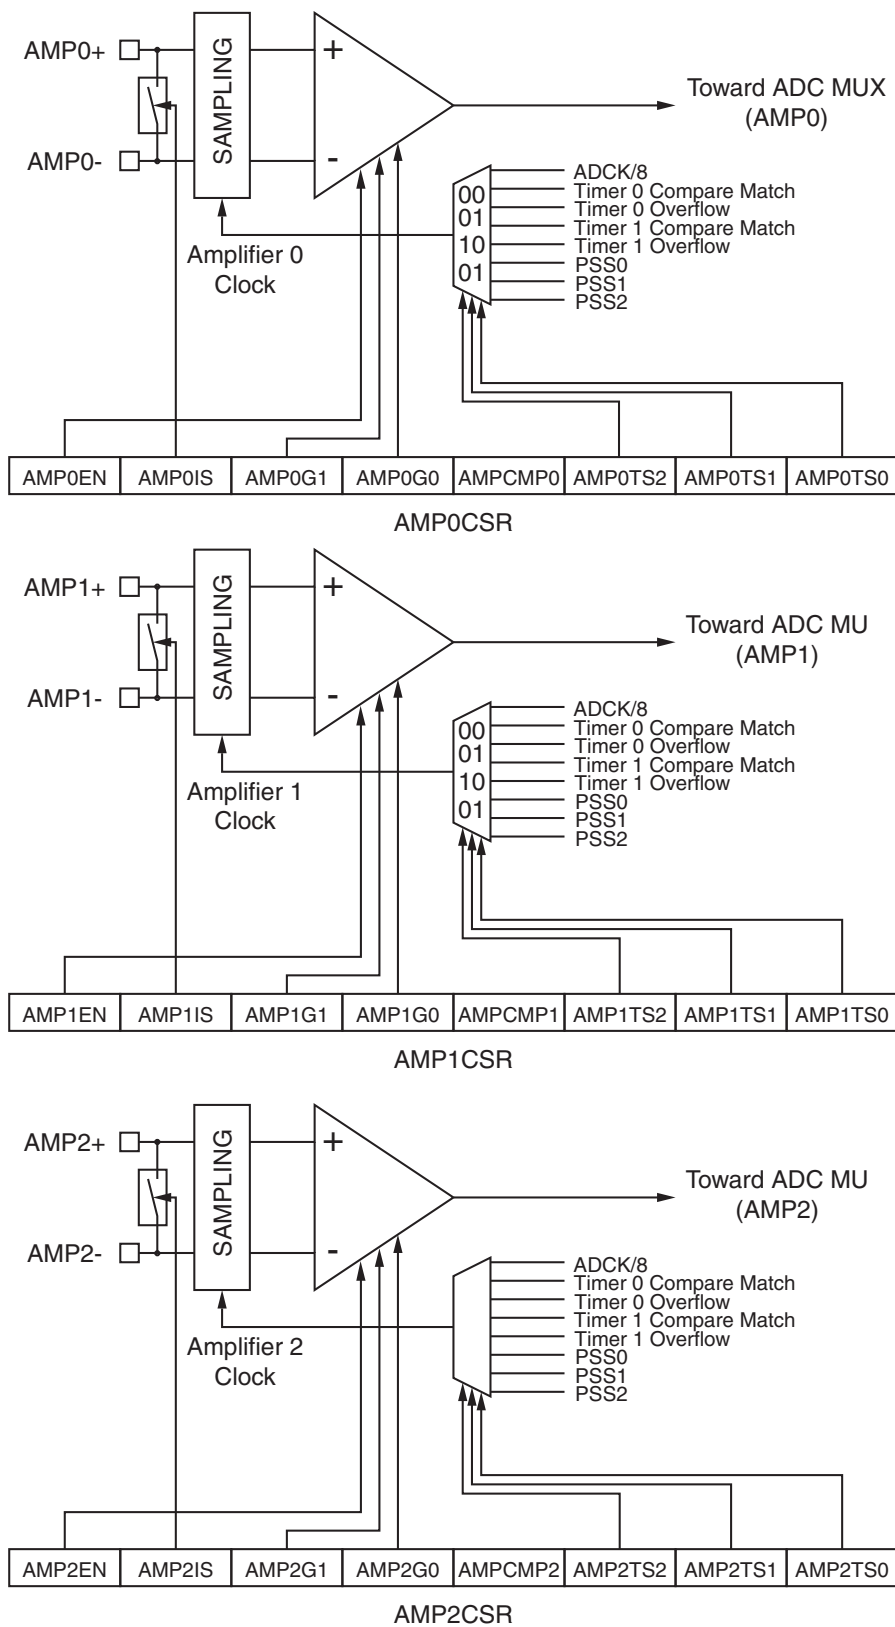 AMP0+
SAMPLING
+
Toward ADC MUX
(AMP0)
AMP0-
-
ADCK/8
00
Timer 0 Compare Match
01
Timer 0 Overflow
Timer 1 Compare Match
10
Timer 1 Overflow
01
PSS0
PSS1
PSS2
Amplifier 0
Clock
AMP0EN AMP0IS AMP0G1 AMP0G0 AMPCMP0 AMP0TS2 AMP0TS1 AMP0TS0
AMP0CSR
AMP1+
SAMPLING
+
Toward ADC MU
(AMP1)
AMP1-
-
ADCK/8
00
Timer 0 Compare Match
01
Timer 0 Overflow
Timer 1 Compare Match
10
Timer 1 Overflow
01
PSS0
PSS1
PSS2
Amplifier 1
Clock
AMP1EN AMP1IS AMP1G1 AMP1G0 AMPCMP1 AMP1TS2 AMP1TS1 AMP1TS0
AMP1CSR
AMP2+
SAMPLING
+
Toward ADC MU
(AMP2)
AMP2-
-
ADCK/8
Timer 0 Compare Match
Timer 0 Overflow
Timer 1 Compare Match
Timer 1 Overflow
PSS0
PSS1
PSS2
Amplifier 2
Clock
AMP2EN AMP2IS AMP2G1 AMP2G0 AMPCMP2 AMP2TS2 AMP2TS1 AMP2TS0
AMP2CSR